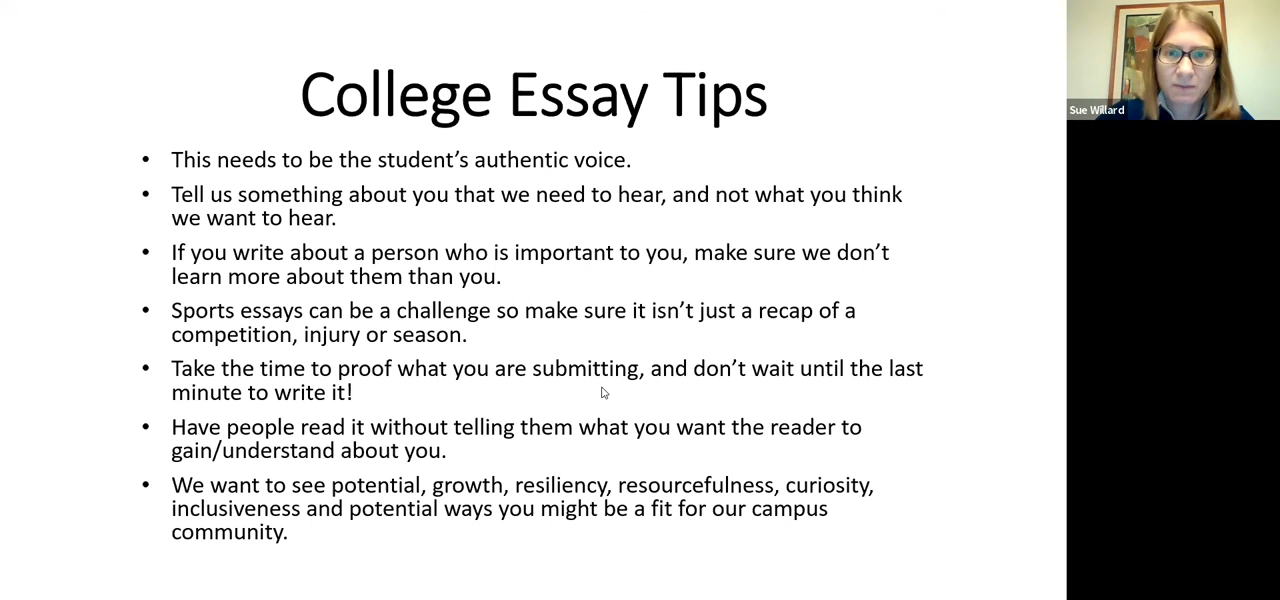 College Essay Tips
• This needs to be the student’s authentic voice.
• Tell us something about you that we need to hear, and not what you think
we want to hear.
• If you write about a person who is important to you, make sure we don’t
learn more about them than you.
• Sports essays can be a challenge so make sure it isn’t just a recap of a
competition, injury or season.
• Take the time to proof what you are submitting, and don’t wait until the last
minute to write it!
• Have people read it without telling them what you want the reader to
gain/understand about you.
• We want to see potential, growth, resiliency, resourcefulness, curiosity,
inclusiveness and potential ways you might be a fit for our campus
community.
Sue Willard